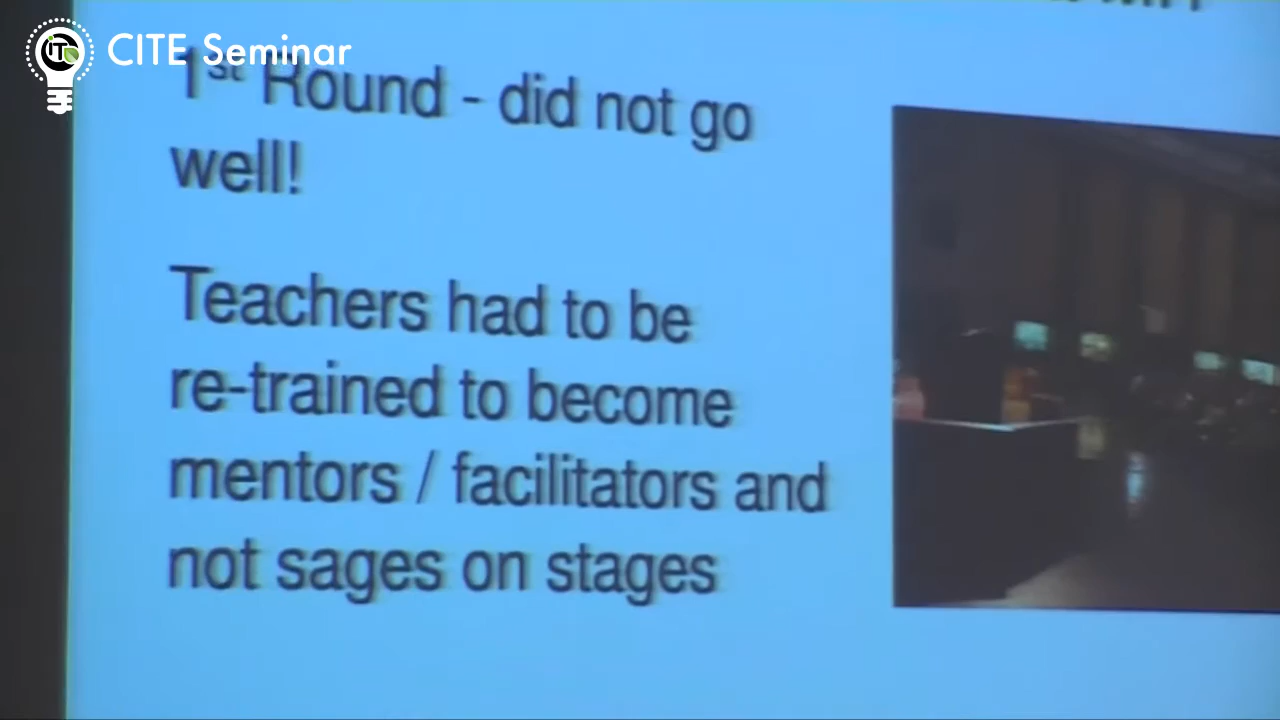 CITE Seminar
1st Round - did not go
well!
Teachers had to be
re-trained to become
mentors / facilitators and
not sages on stages